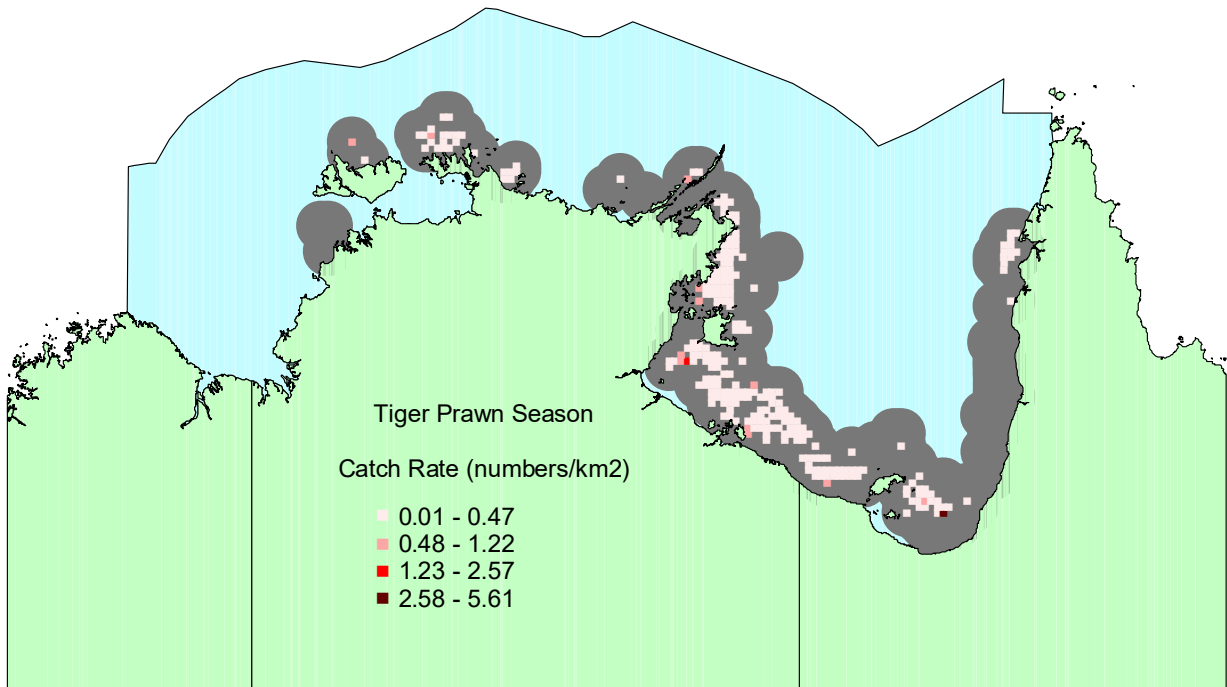 Tiger Prawn Season
Catch Rate (numbers/km2)
0.01 - 0.47
0.48 - 1.22
1.23 - 2.57
2.58 - 5.61